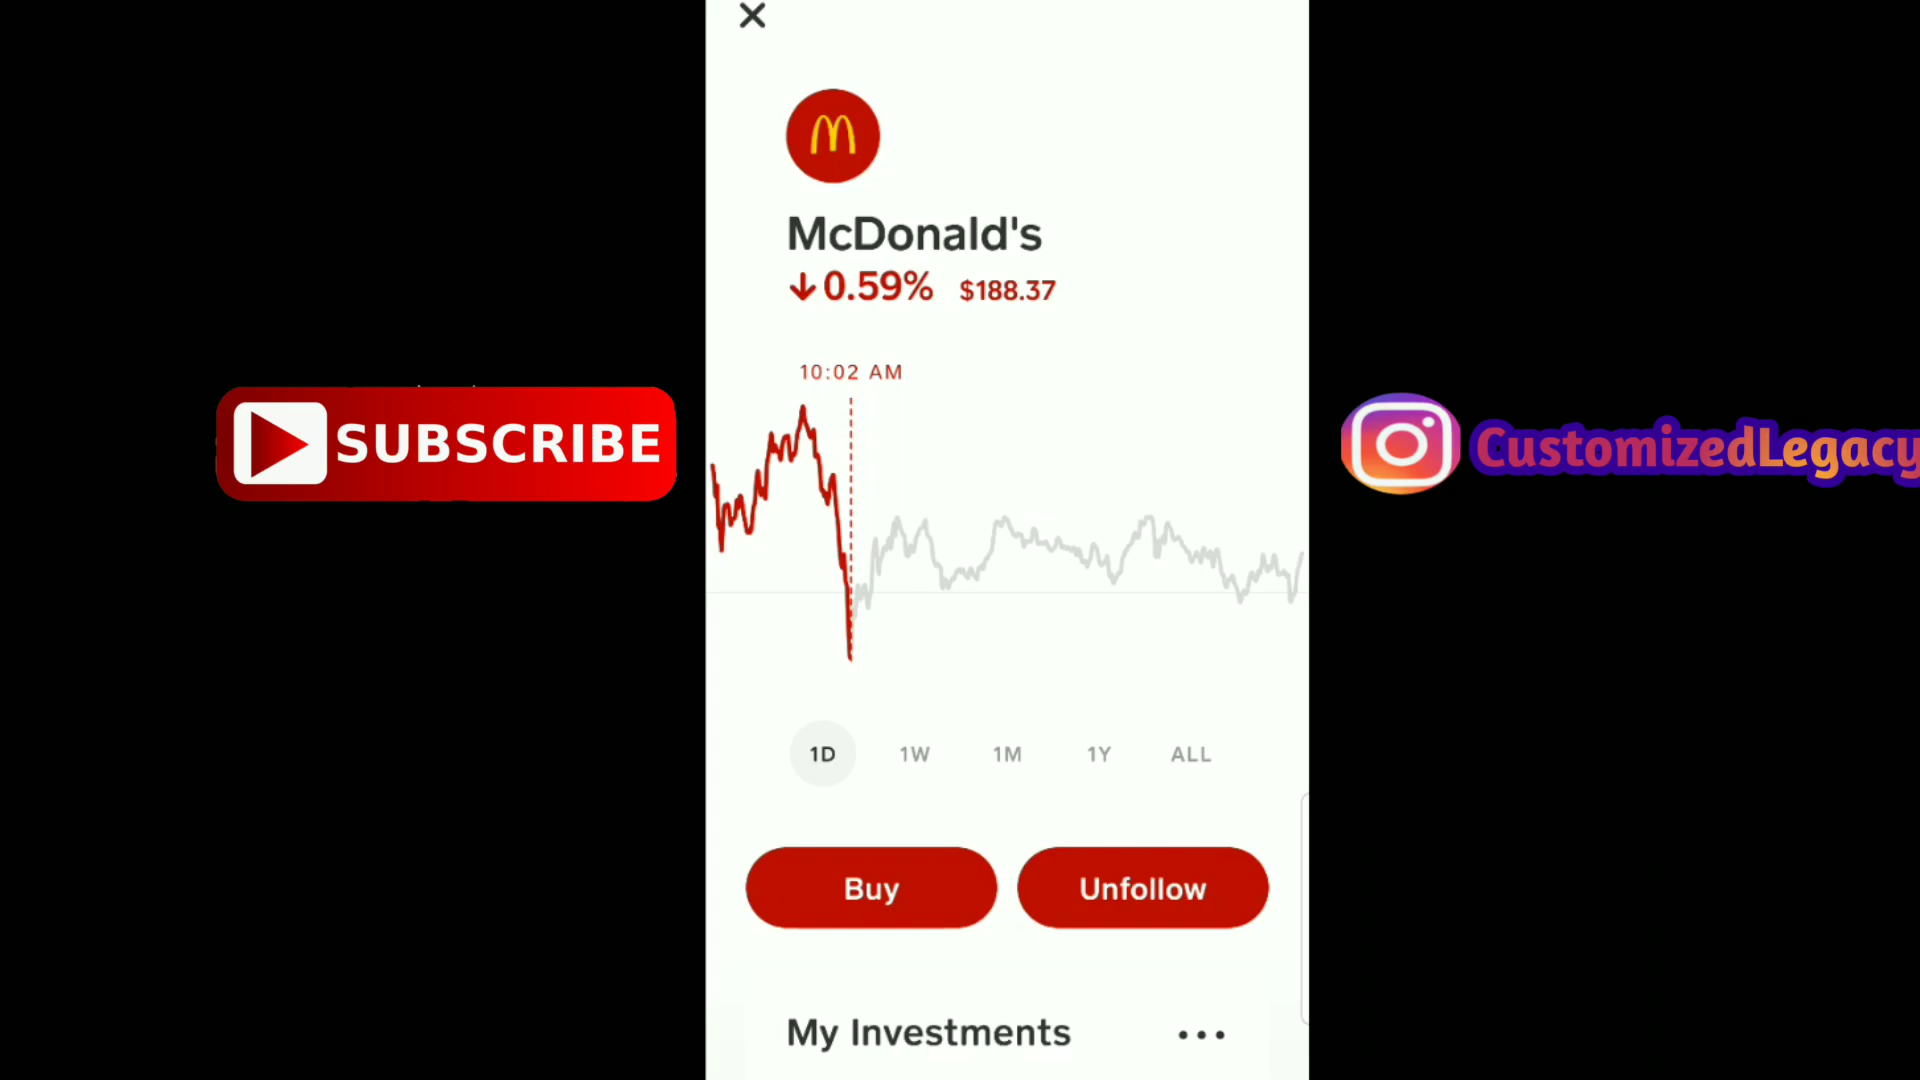 McDonald's
0.59% $188.37
10:02 AM
SUBSCRIBE
CustomizedLegacy
1D 1W 1M 1Y ALL
Buy Unfollow
My Investments